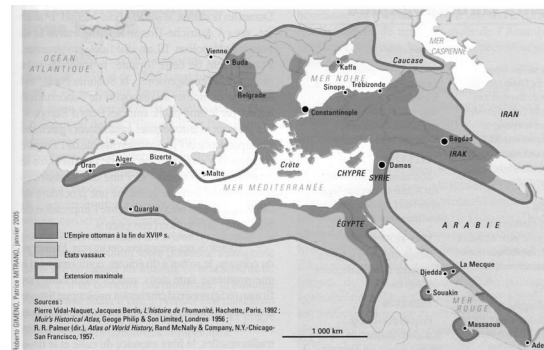 OCÉAN
ATLANTIQUE
Vienne
Buda
Belgrade
Kaffa
MER NOIRE
Sinope
Trébizonde
Caucase
MER
CASPIENNE
Constantinople
IRAN
Bagdad
IRAK
Damas
SYRIE
CHYPRE
Crète
Malte
Bizerte
Alger
Oran
MER MÉDITERRANÉE
Ouargla
ÉGYPTE
ARABIE
La Mecque
Djedda
Souakin
MER
ROUGE
Massaoua
Ade
L'Empire ottoman à la fin du XVIIe s.
États vassaux
Extension maximale
Sources :
Pierre Vidal-Naquet, Jacques Bertin, L'histoire de l'humanité, Hachette, Paris, 1992 ;
Muir's Historical Atlas, Geoge Philip & Son Limited, Londres 1956 ;
R. R. Palmer (dir.), Atlas of World History, Rand McNally & Company, N.Y.-Chicago-
San Francisco, 1957.
1 000 km
Roberto GIMENO, Patrice MITRANO, janvier 2005